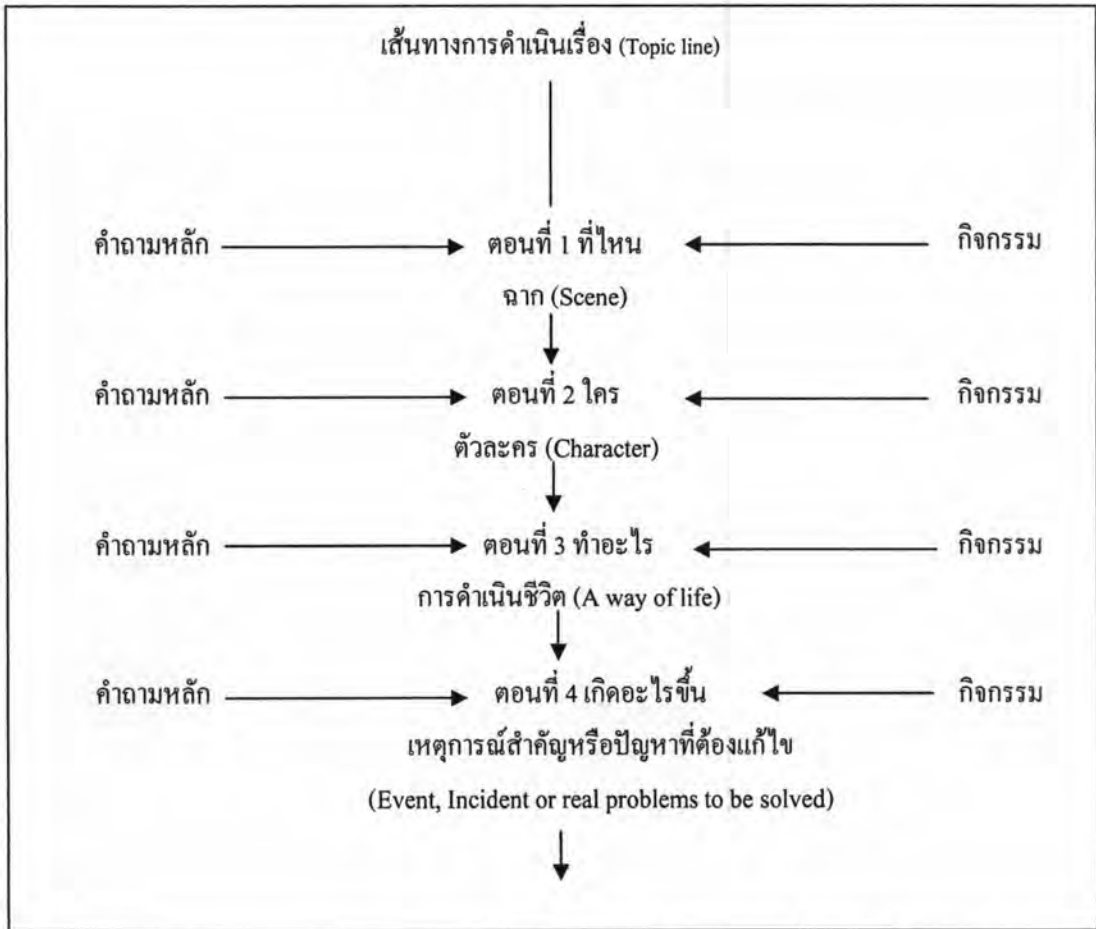 เส้นทางการดำเนินเรื่อง (Topic line)
คำถามหลัก ตอนที่ 1 ที่ไหน กิจกรรม
ฉาก (Scene)
คำถามหลัก ตอนที่ 2 ใคร กิจกรรม
ตัวละคร (Character)
คำถามหลัก ตอนที่ 3 ทำอะไร กิจกรรม
การดำเนินชีวิต (A way of life)
คำถามหลัก ตอนที่ 4 เกิดอะไรขึ้น กิจกรรม
เหตุการณ์สำคัญหรือปัญหาที่ต้องแก้ไข
(Event, Incident or real problems to be solved)